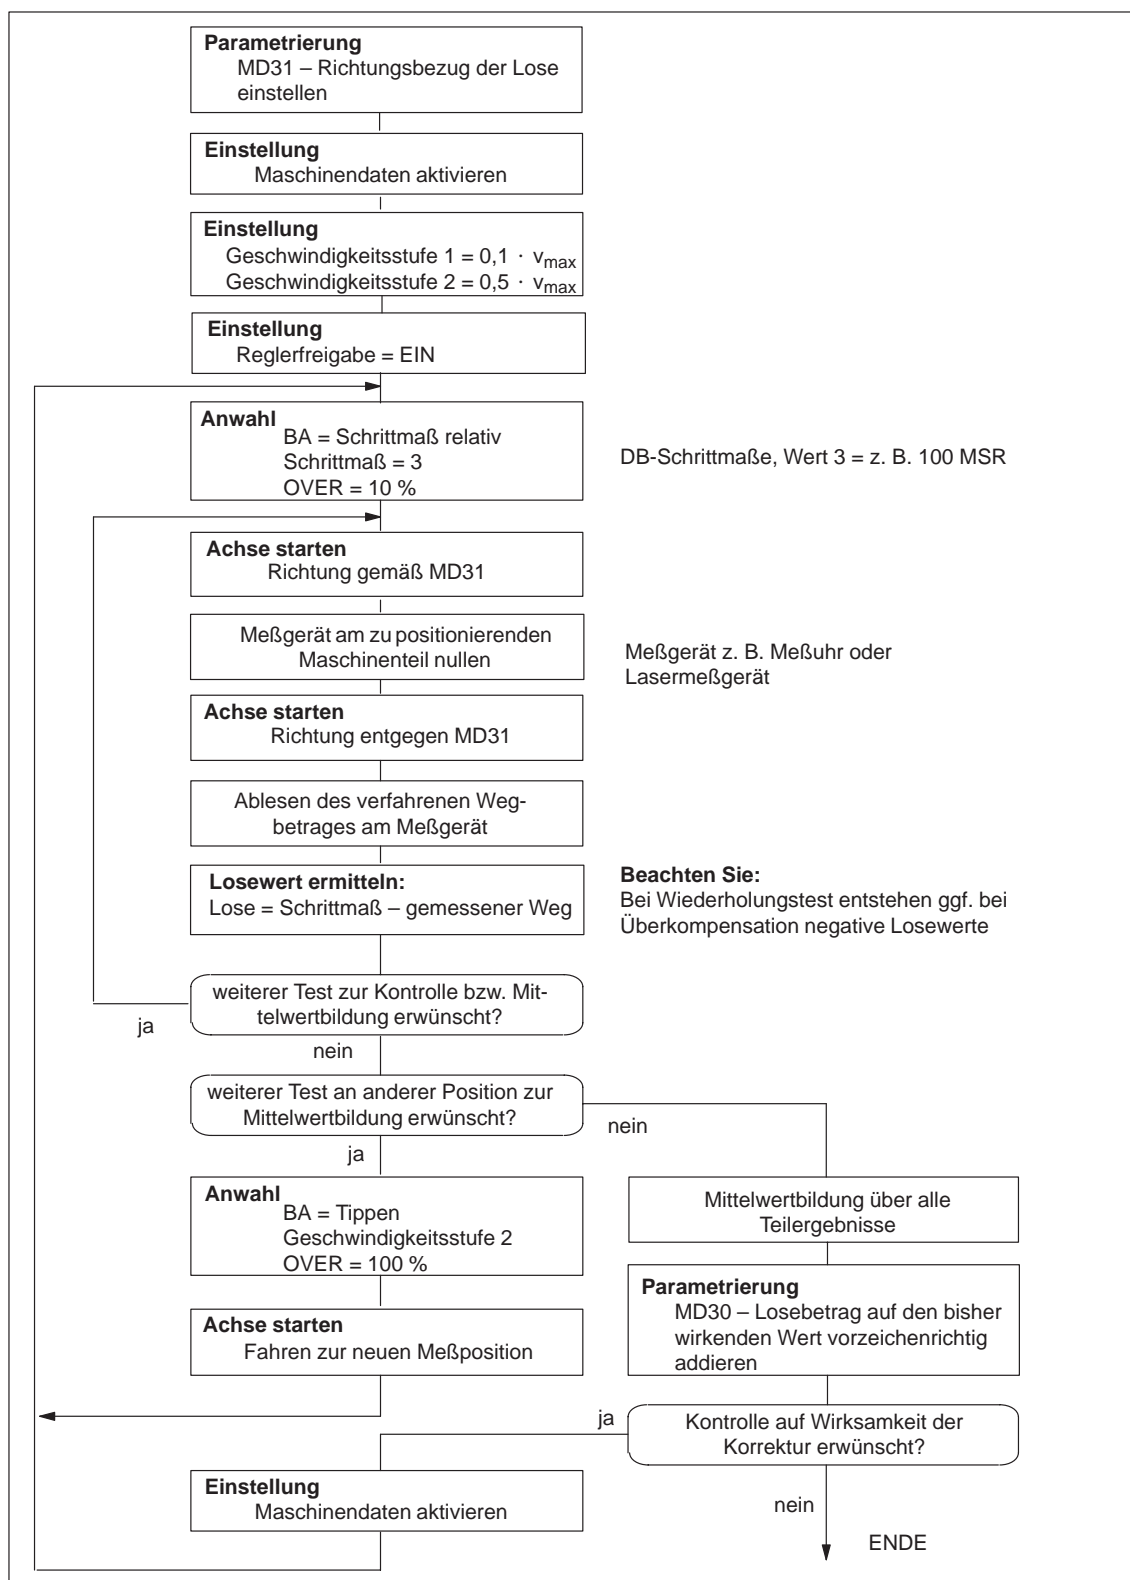 Parametrierung
MD31 – Richtungsbezug der Lose
einstellen
Einstellung
Maschinendaten aktivieren
Einstellung
Geschwindigkeitsstufe 1 = 0,1 · vmax
Geschwindigkeitsstufe 2 = 0,5 · vmax
Einstellung
Reglerfreigabe = EIN
Anwahl
BA = Schrittmaß relativ
Schrittmaß = 3
OVER = 10 %
DB-Schrittmaße, Wert 3 = z. B. 100 MSR
Achse starten
Richtung gemäß MD31
Meßgerät am zu positionierenden
Maschinenteil nullen
Meßgerät z. B. Meßuhr oder
Lasermeßgerät
Achse starten
Richtung entgegen MD31
Ablesen des verfahrenen Weg-
betrages am Meßgerät
Losewert ermitteln:
Lose = Schrittmaß – gemessener Weg
Beachten Sie:
Bei Wiederholungstest entstehen ggf. bei
Überkompensation negative Losewerte
weiterer Test zur Kontrolle bzw. Mit-
telwertbildung erwünscht?
ja
nein
weiterer Test an anderer Position zur
Mittelwertbildung erwünscht?
nein
ja
Anwahl
BA = Tippen
Geschwindigkeitsstufe 2
OVER = 100 %
Mittelwertbildung über alle
Teilergebnisse
Parametrierung
MD30 – Losebetrag auf den bisher
wirkenden Wert vorzeichenrichtig
addieren
Achse starten
Fahren zur neuen Meßposition
ja
Kontrolle auf Wirksamkeit der
Korrektur erwünscht?
Einstellung
Maschinendaten aktivieren
nein
ENDE